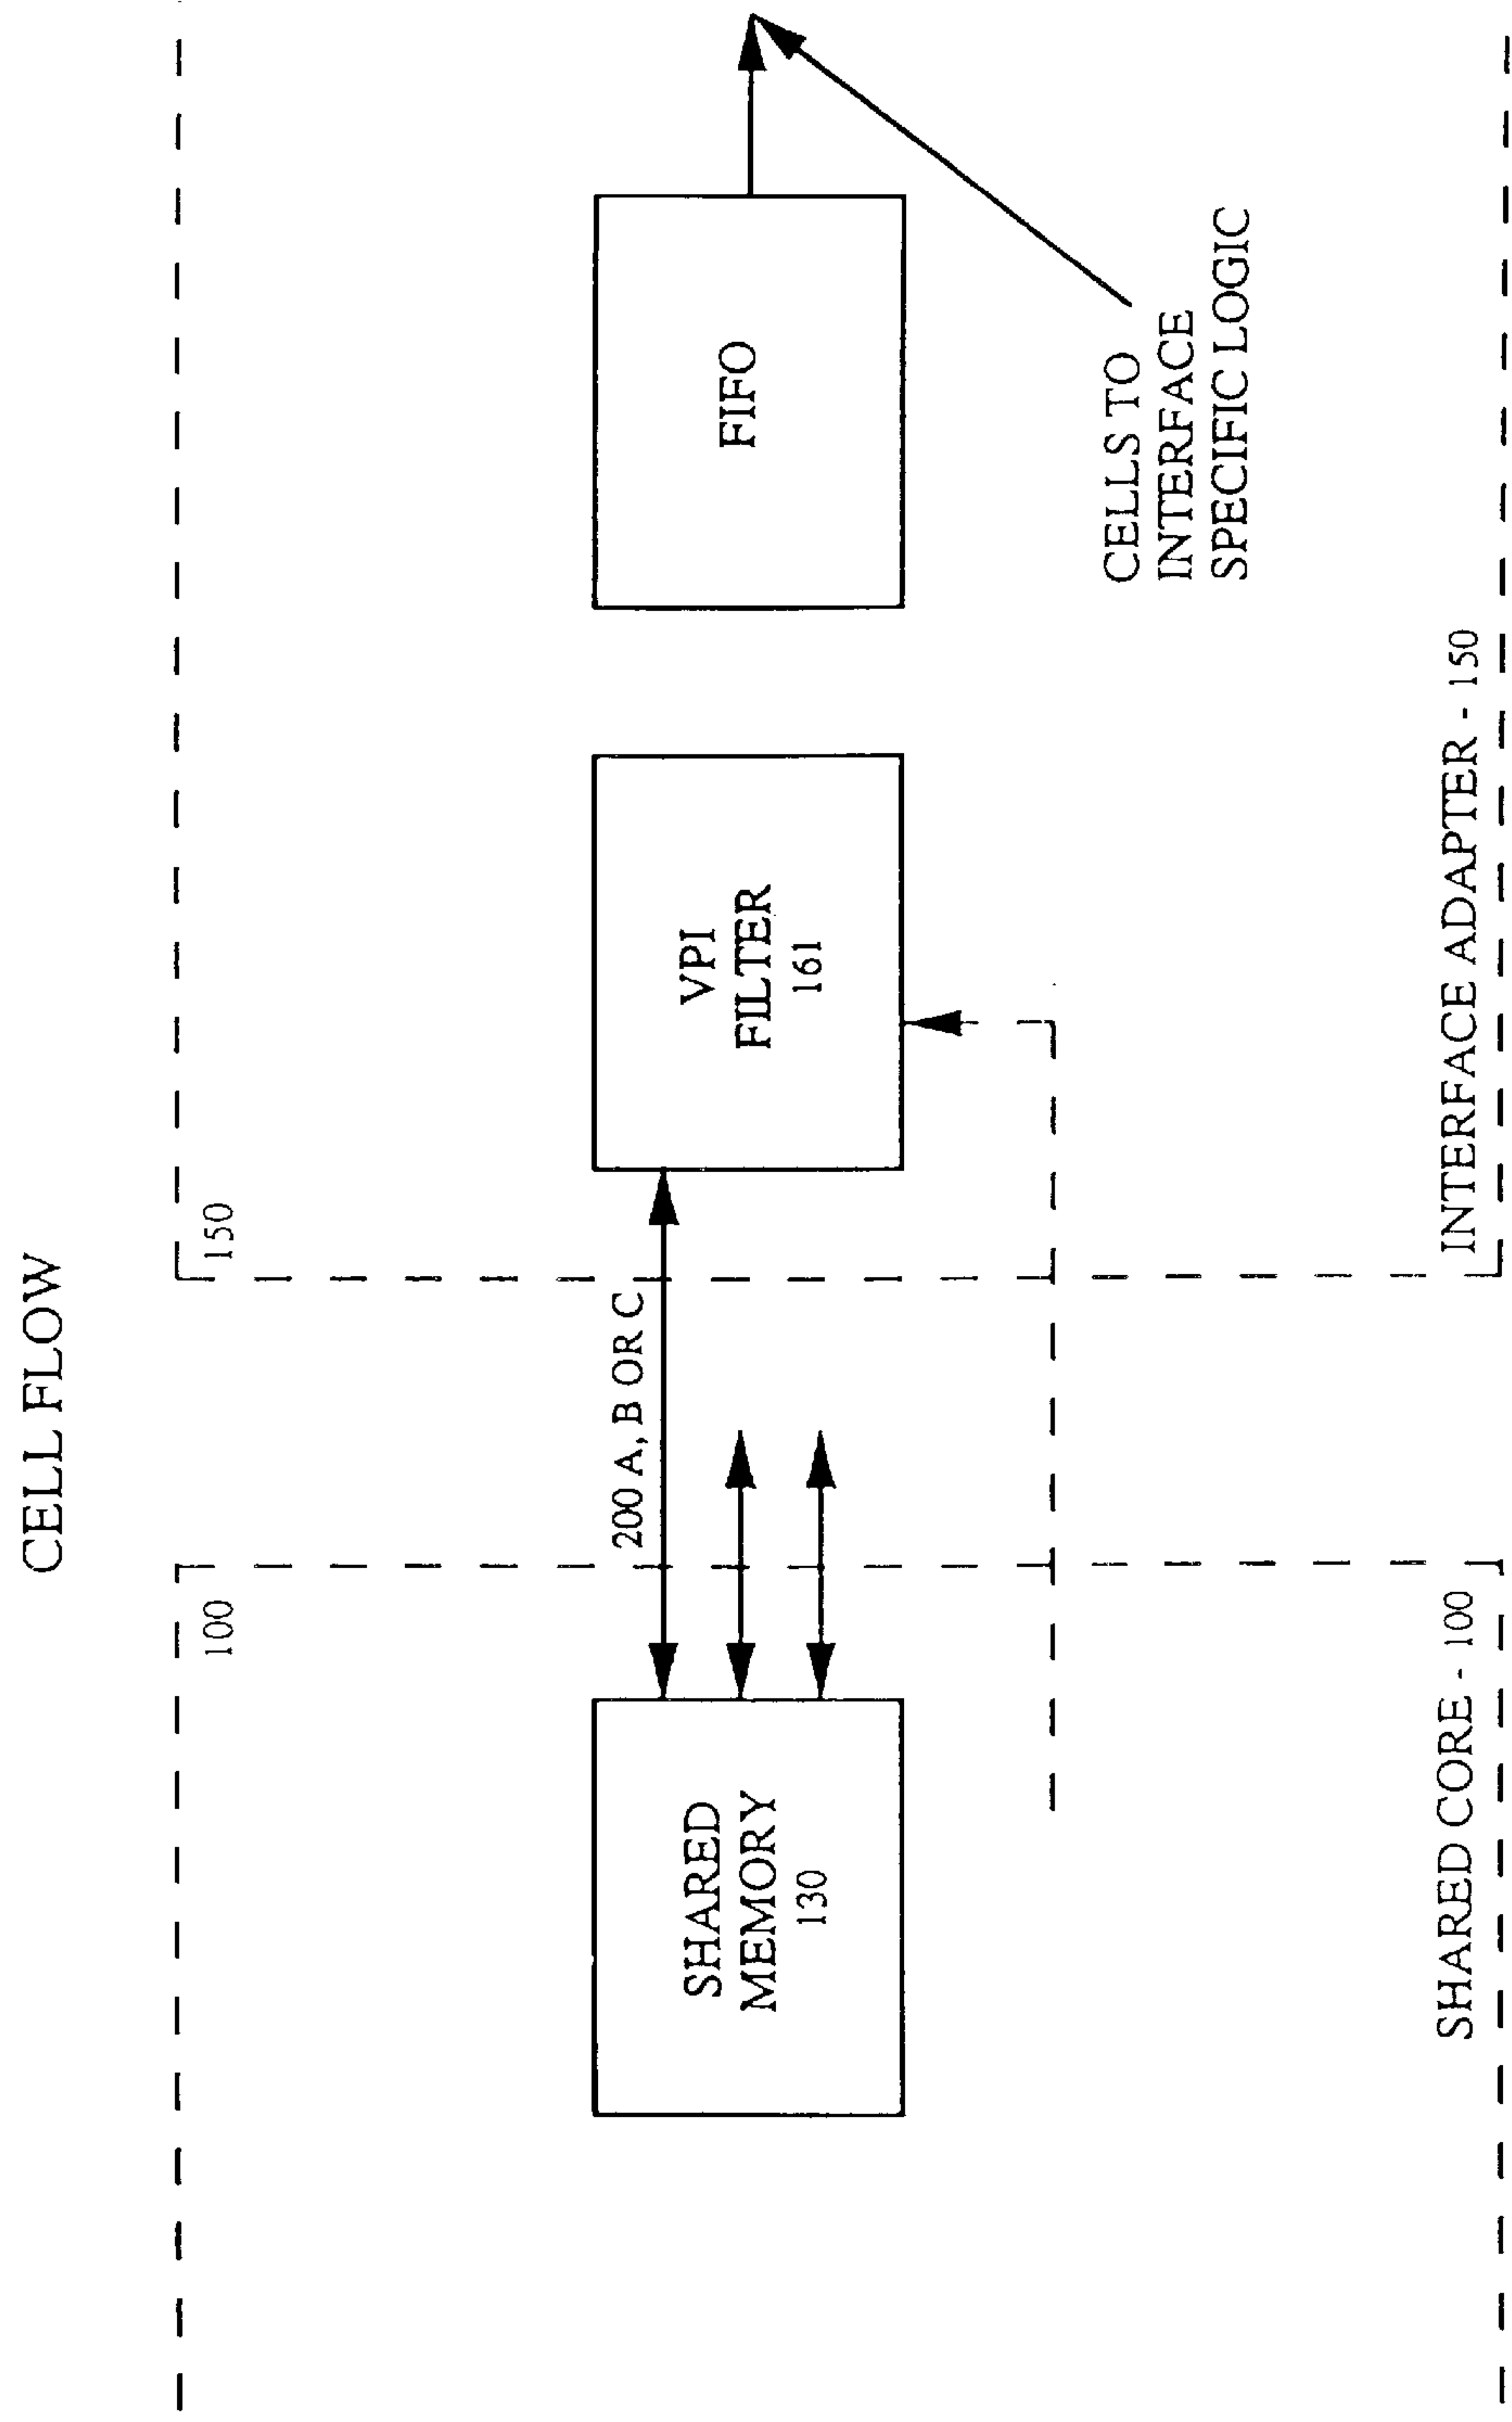 CELL FLOW
100
150
200 A, B OR C
SHARED
MEMORY
130
VPI
FILTER
161
FIFO
CELLS TO
INTERFACE
SPECIFIC LOGIC
SHARED CORE - 100
INTERFACE ADAPTER - 150